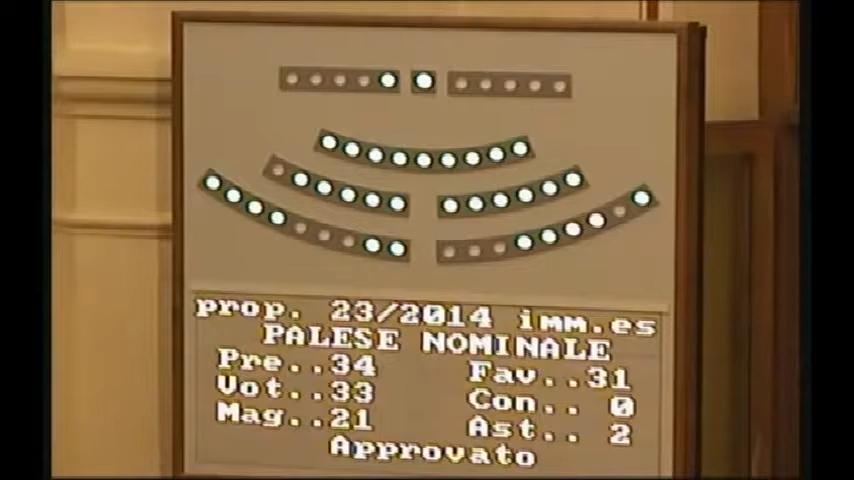 prop. 23/2014 imm.es
PALESE NOMINALE
Pre..34 Fav..31
Vot..33 Con.. 0
Mag..21 Ast.. 2
Approvato